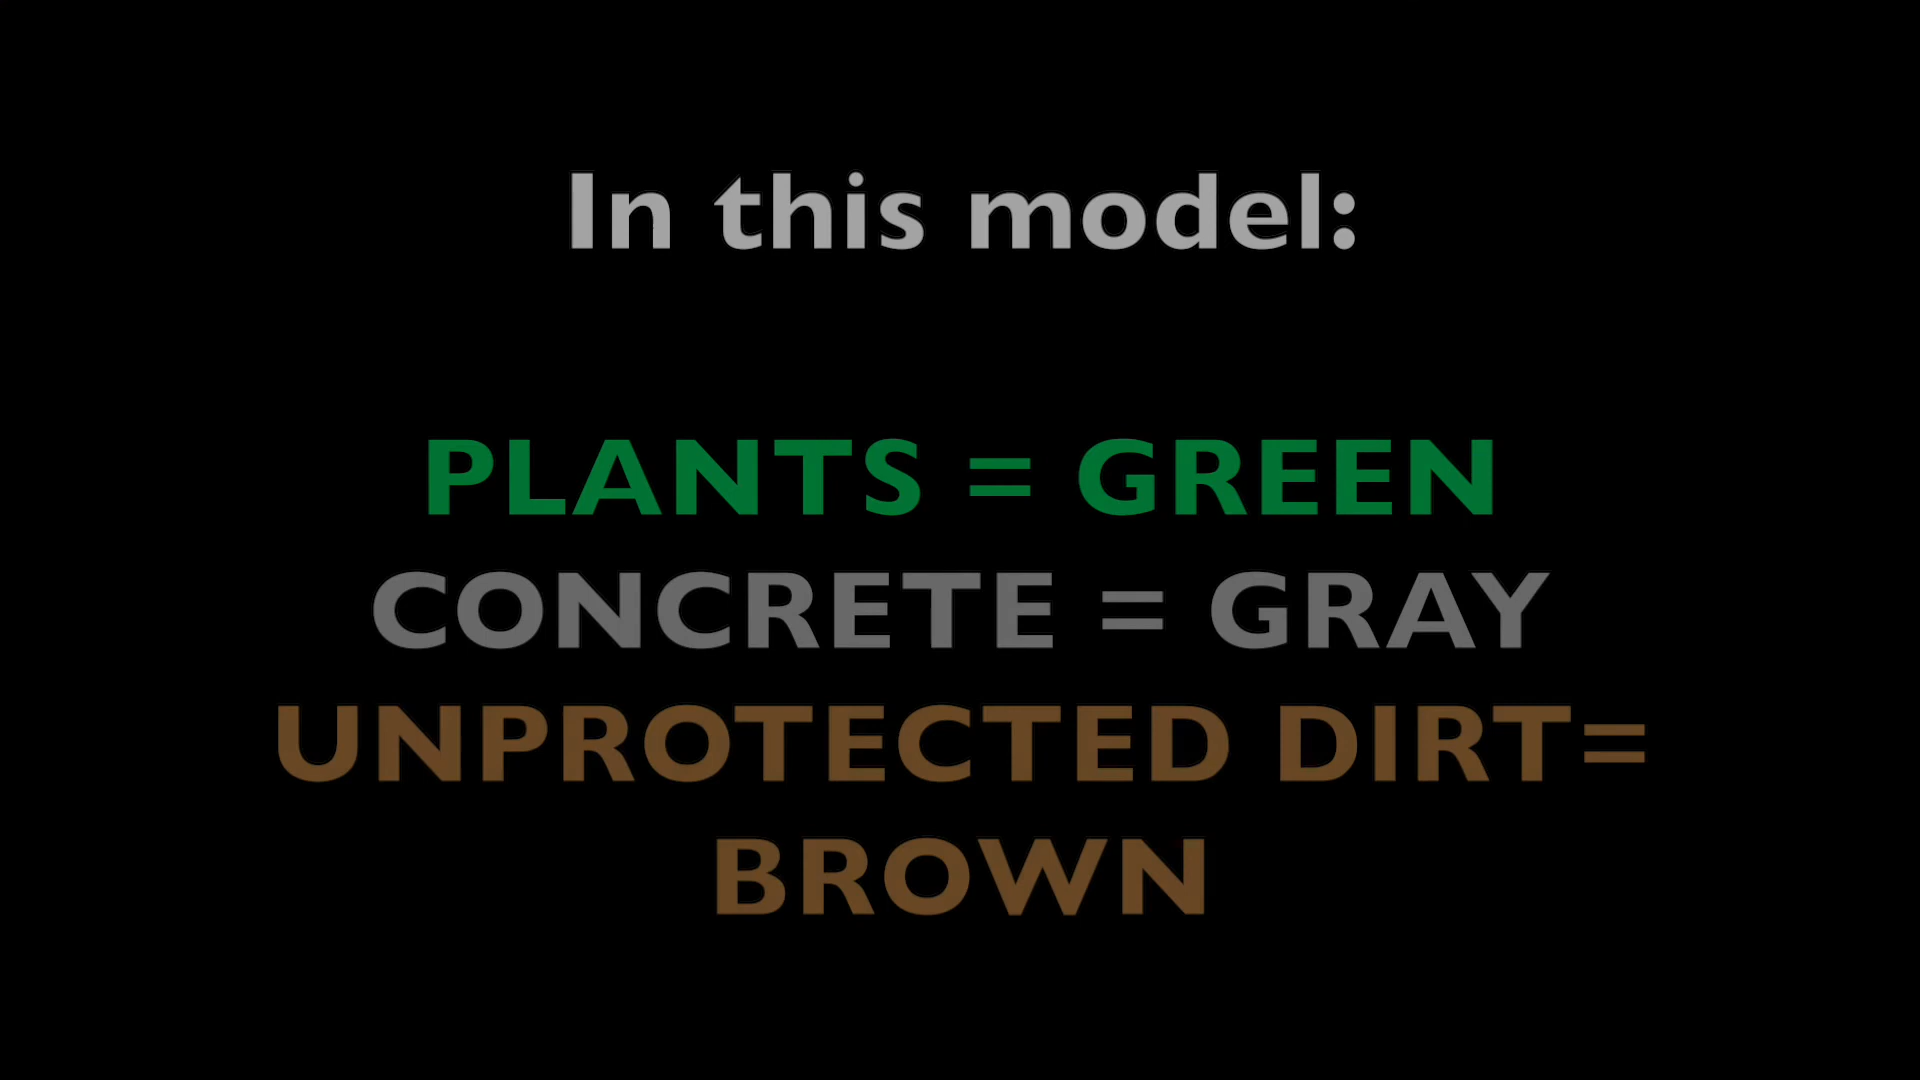 In this model:
PLANTS = GREEN
CONCRETE = GRAY
UNPROTECTED DIRT=
BROWN